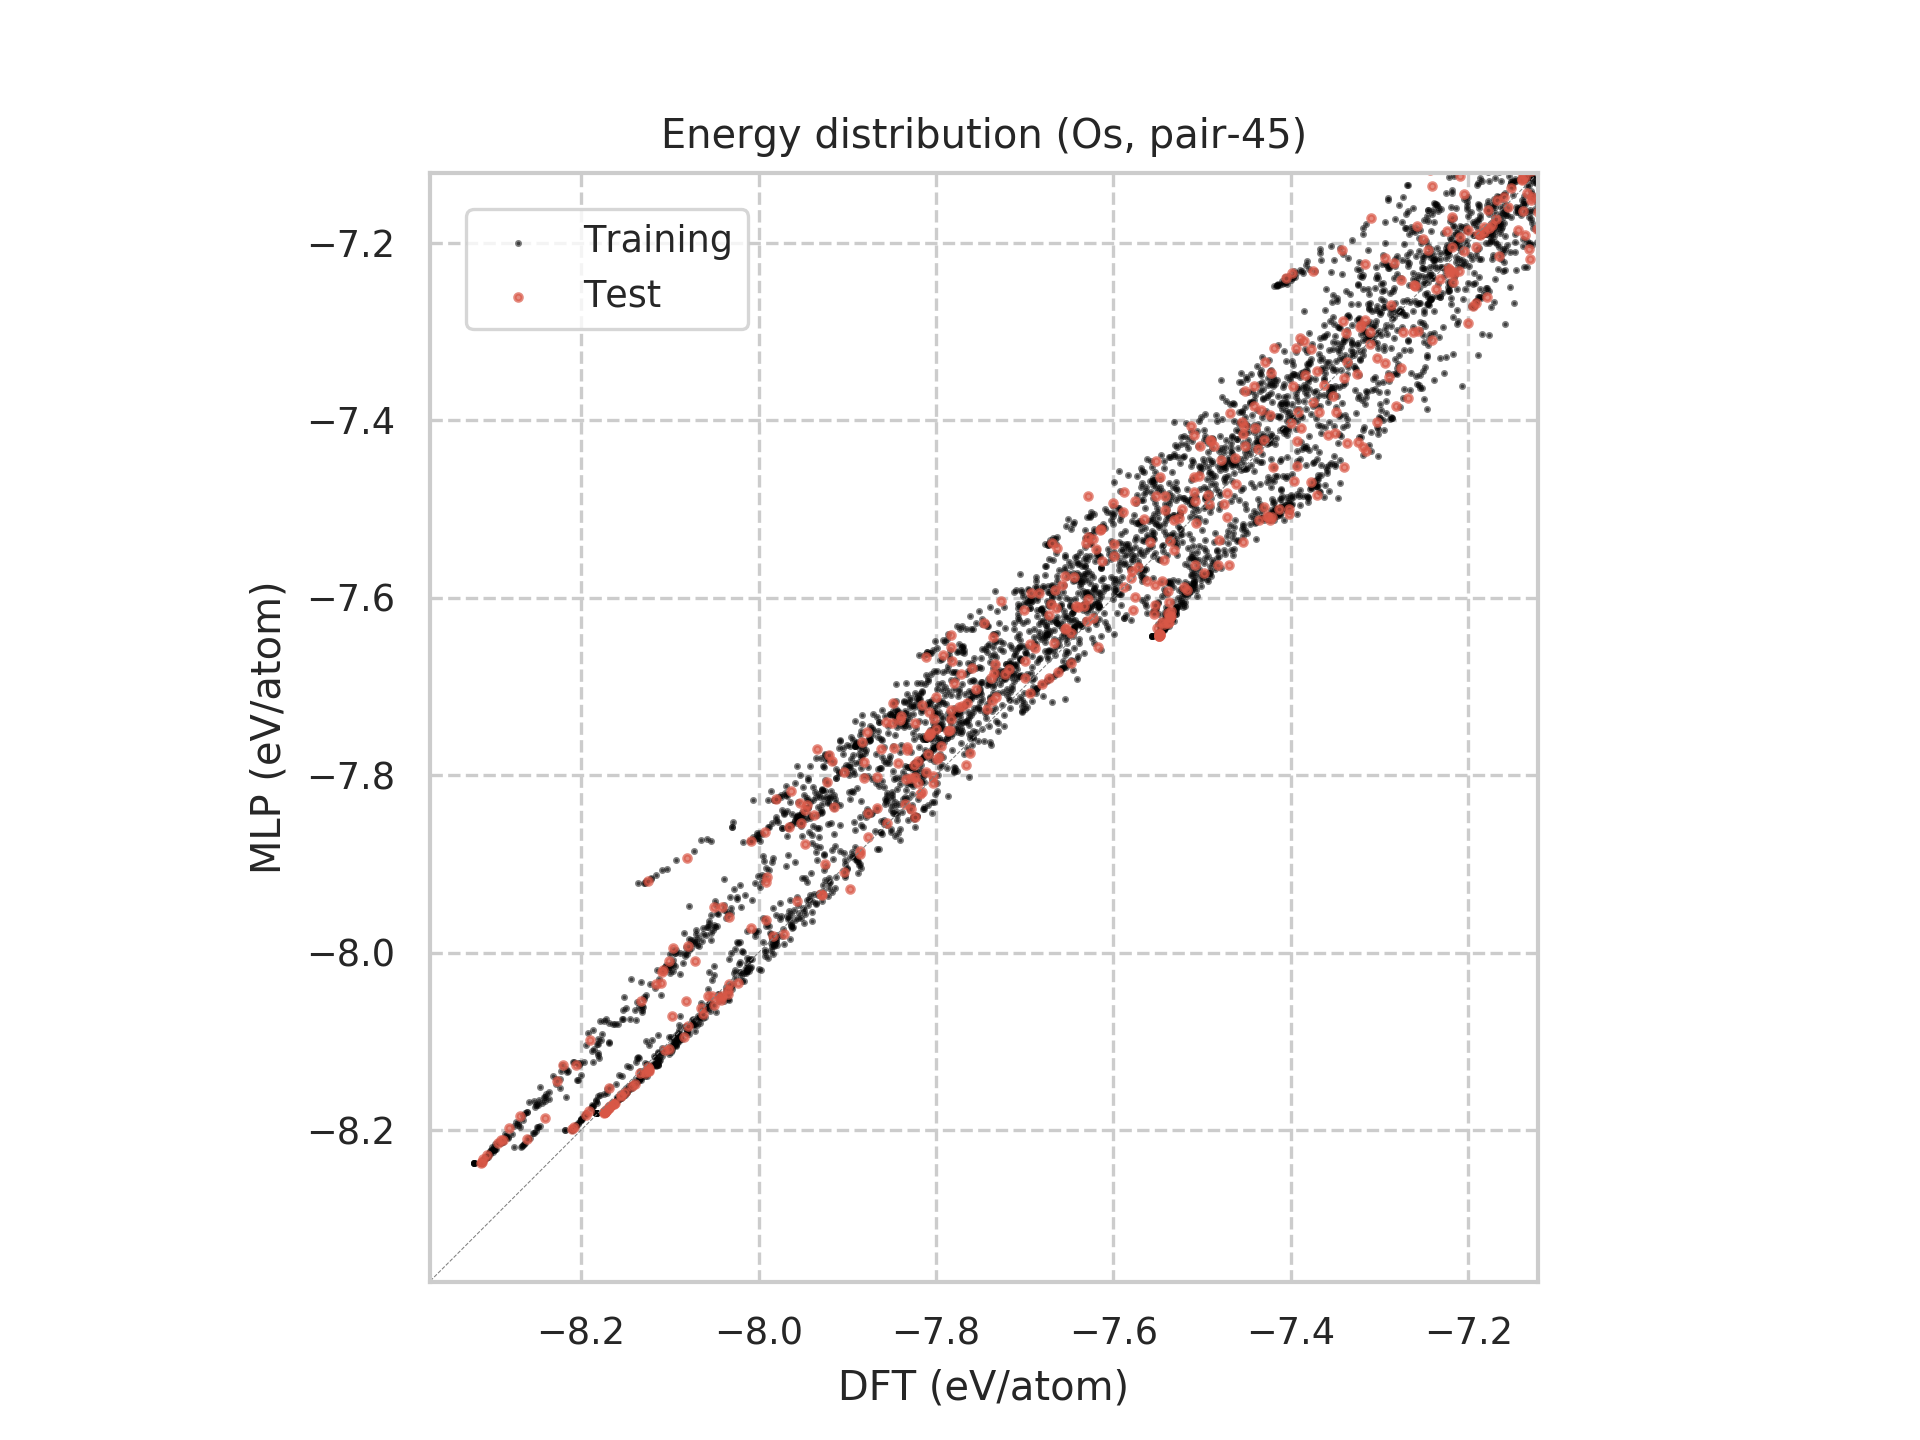 Energy distribution (Os, pair-45)
Training
Test
−7.2
−7.4
−7.6
−7.8
−8.0
−8.2
MLP (eV/atom)
−8.2 −8.0 −7.8 −7.6 −7.4 −7.2
DFT (eV/atom)